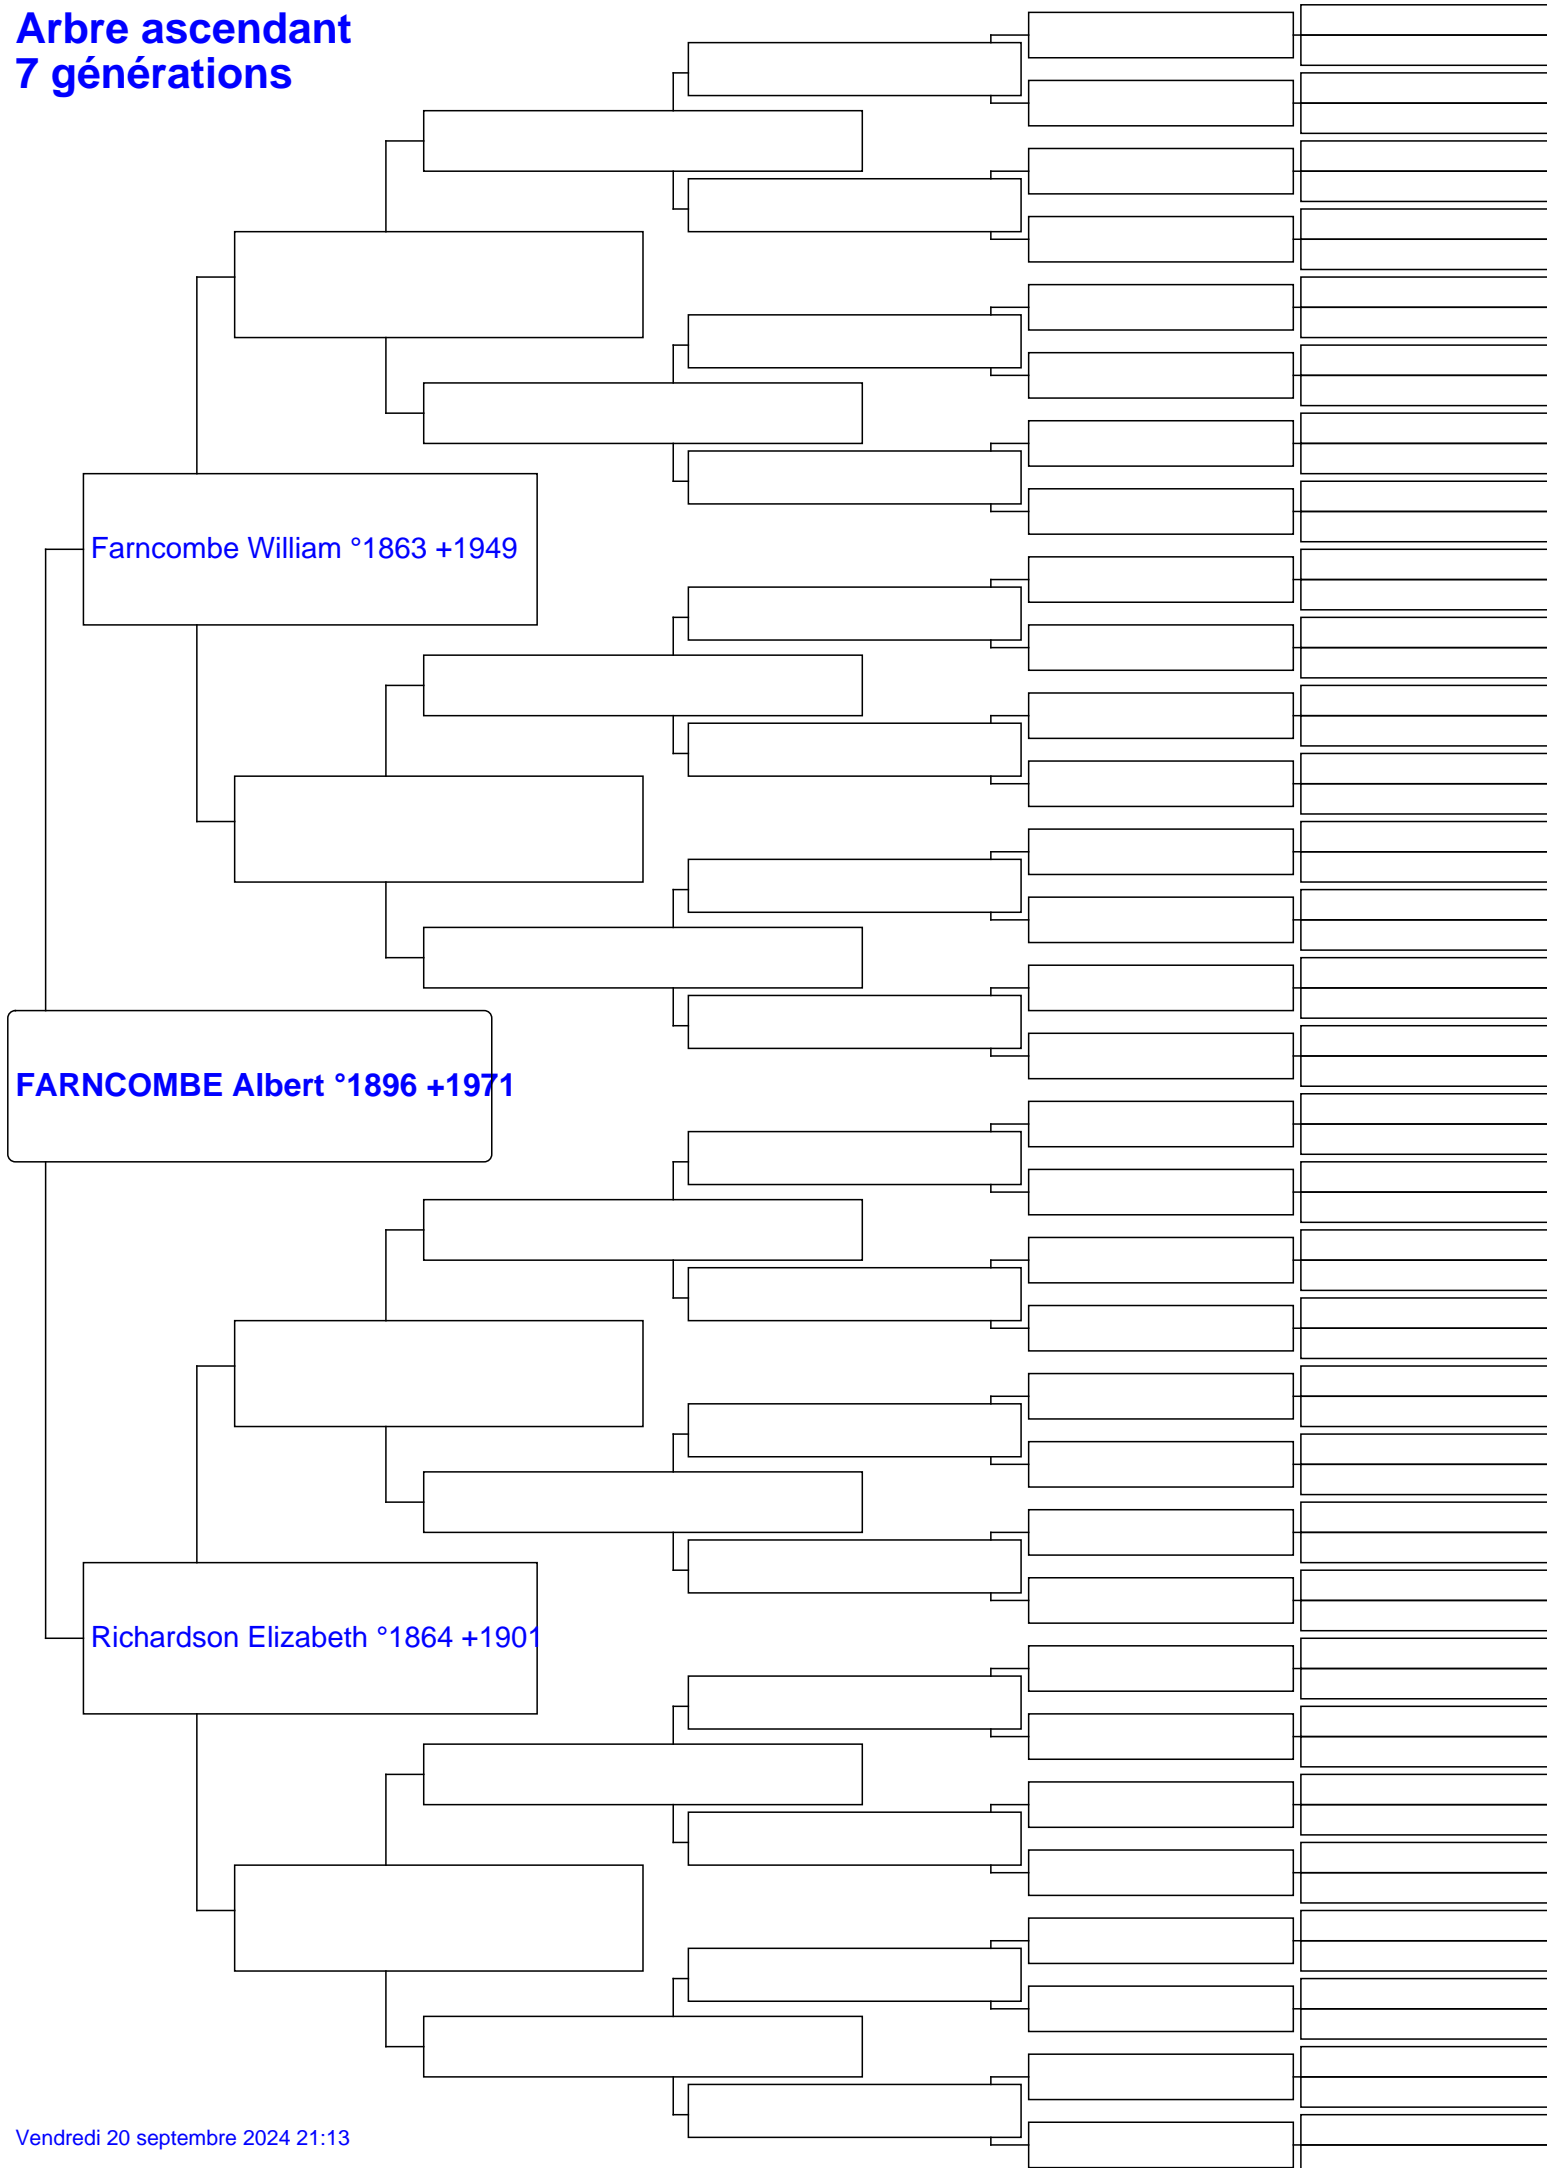 Arbre ascendant
7 générations
Farncombe William °1863 +1949
FARNCOMBE Albert °1896 +1971
Richardson Elizabeth °1864 +1901
Vendredi 20 septembre 2024 21:13